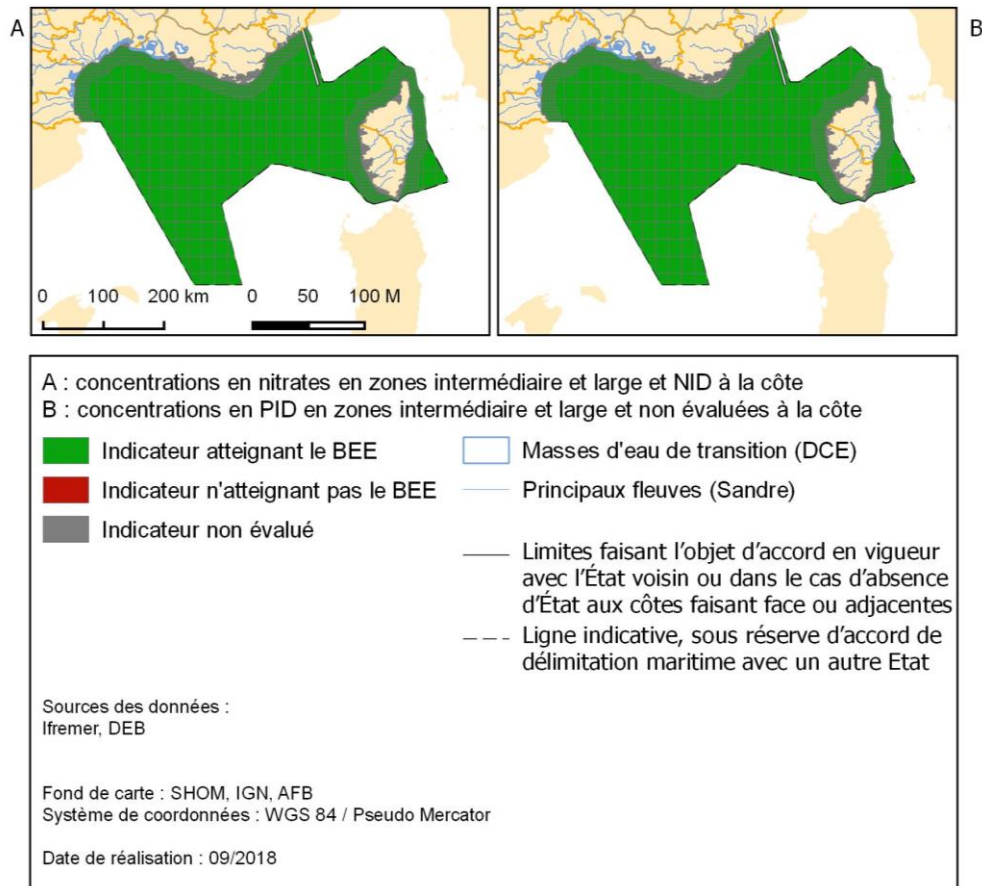 A
B
0 100 200 km 0 50 100 M
A : concentrations en nitrates en zones intermédiaire et large et NID à la côte
B : concentrations en PID en zones intermédiaire et large et non évaluées à la côte
Indicateur atteignant le BEE
Indicateur n'atteignant pas le BEE
Indicateur non évalué
Masses d'eau de transition (DCE)
Principaux fleuves (Sandre)
Limites faisant l'objet d'accord en vigueur
avec l'État voisin ou dans le cas d'absence
d'État aux côtes faisant face ou adjacentes
Ligne indicative, sous réserve d'accord de
délimitation maritime avec un autre Etat
Sources des données :
Ifremer, DEB
Fond de carte : SHOM, IGN, AFB
Système de coordonnées : WGS 84 / Pseudo Mercator
Date de réalisation : 09/2018